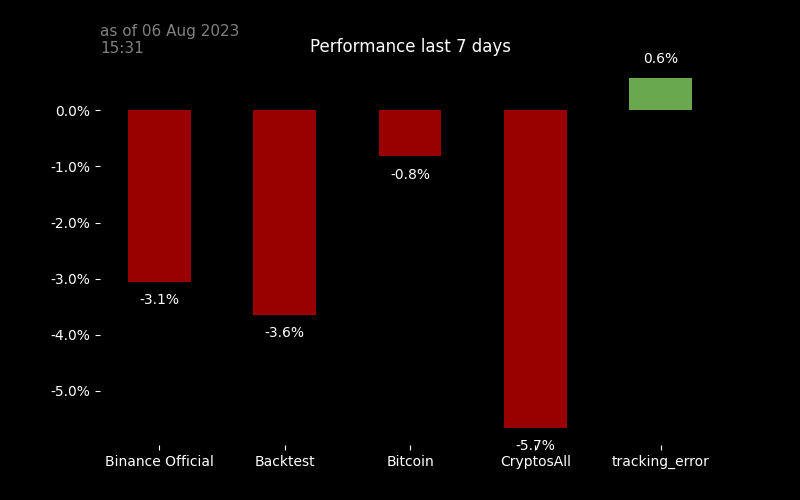 as of 06 Aug 2023
15:31
Performance last 7 days
0.6%
0.0%
-1.0%
-2.0%
-3.0%
-4.0%
-5.0%
-3.1%
-3.6%
-0.8%
-5.7%
Binance Official
Backtest
Bitcoin
CryptosAll
tracking_error